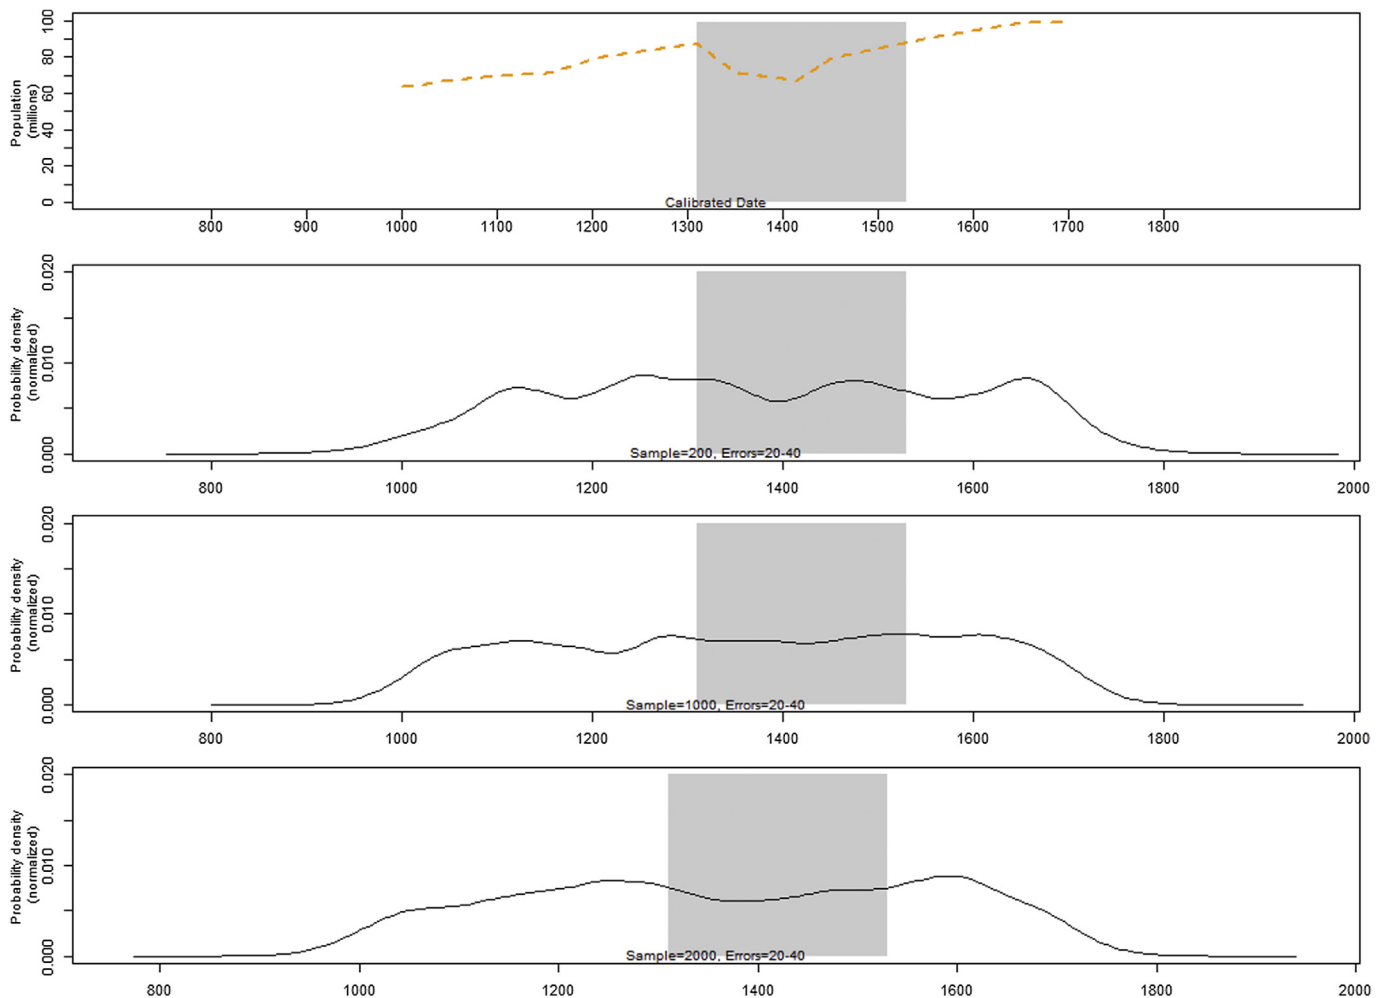 Population
(millions)
100
80
60
40
20
0
Calibrated Date
800 900 1000 1100 1200 1300 1400 1500 1600 1700 1800
Probability density
(normalized)
0.020
0.010
0.000
Sample=200, Errors=20-40
800 1000 1200 1400 1600 1800 2000
Probability density
(normalized)
0.020
0.010
0.000
Sample=1000, Errors=20-40
800 1000 1200 1400 1600 1800 2000
Probability density
(normalized)
0.020
0.010
0.000
Sample=2000, Errors=20-40
800 1000 1200 1400 1600 1800 2000